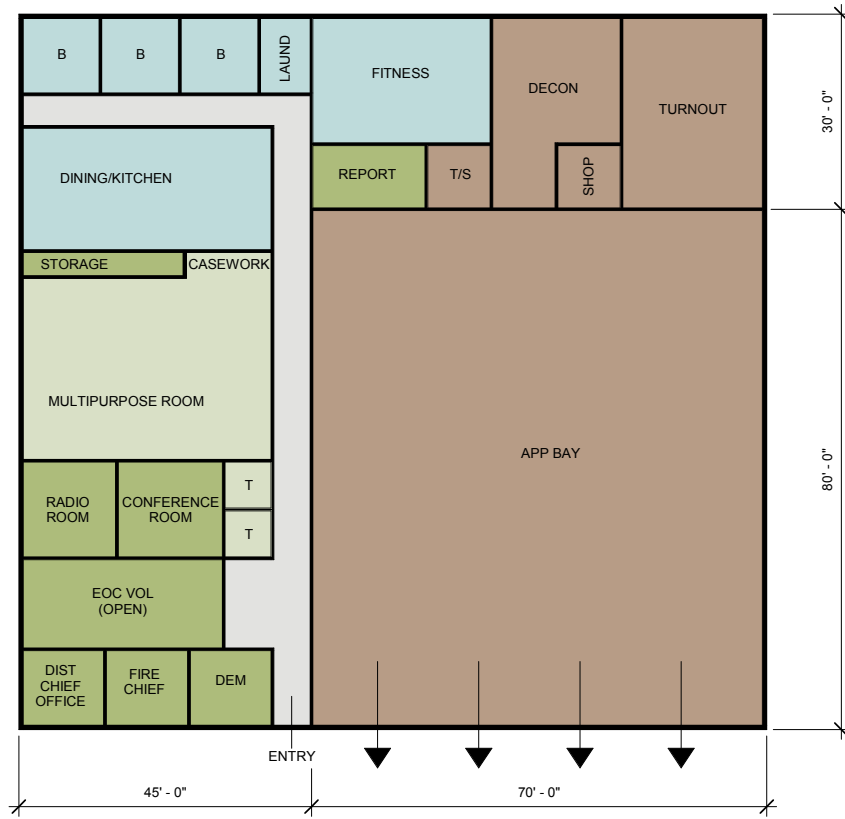 B
B
B
LAUND
FITNESS
DECON
TURNOUT
30' - 0"
DINING/KITCHEN
REPORT
T/S
SHOP
STORAGE
CASEWORK
MULTIPURPOSE ROOM
APP BAY
80' - 0"
RADIO
ROOM
CONFERENCE
ROOM
T
T
EOC VOL
(OPEN)
DIST
CHIEF
OFFICE
FIRE
CHIEF
DEM
ENTRY
45' - 0"
70' - 0"